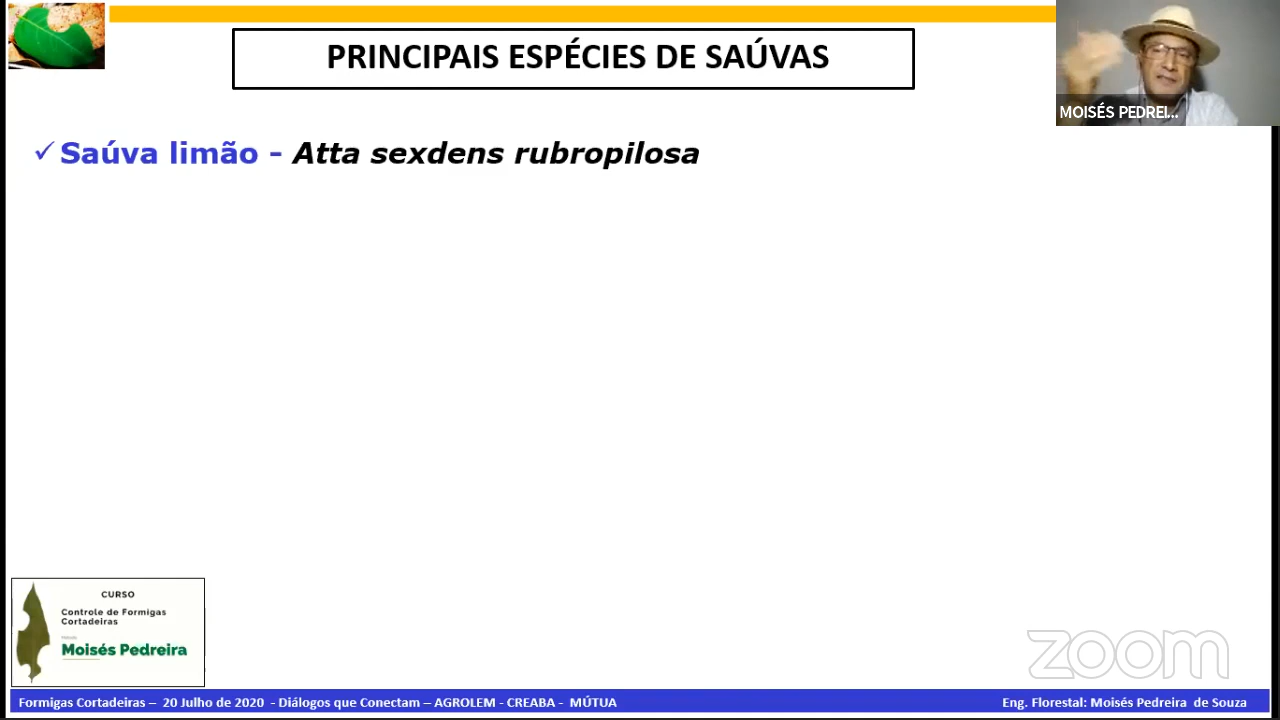 PRINCIPAIS ESPÉCIES DE SAÚVAS
MOISÉS PEDREI...
✓ Saúva limão - Atta sexdens rubropilosa
CURSO
Controle de Formigas
Cortadeiras
Moisés Pedreira
zoom
Formigas Cortadeiras – 20 Julho de 2020 - Diálogos que Conectam – AGROLEM - CREABA - MÚTUA
Eng. Florestal: Moisés Pedreira de Souza